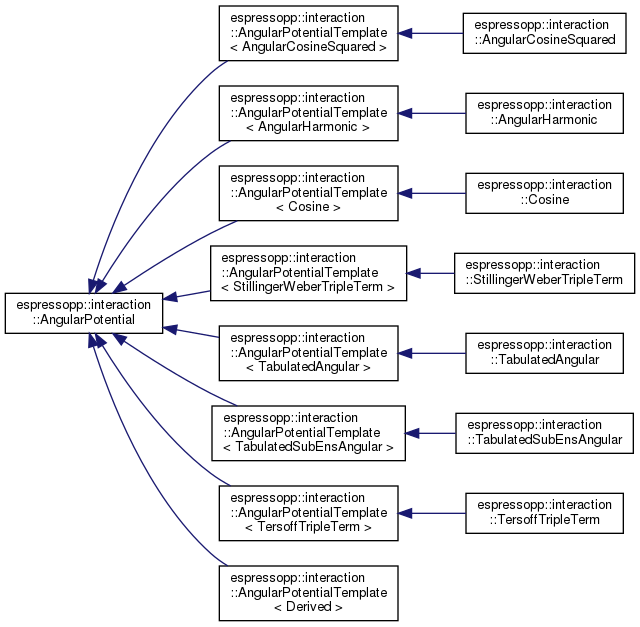 espressopp::interaction
::AngularPotentialTemplate
< AngularCosineSquared >
espressopp::interaction
::AngularCosineSquared
espressopp::interaction
::AngularPotentialTemplate
< AngularHarmonic >
espressopp::interaction
::AngularHarmonic
espressopp::interaction
::AngularPotentialTemplate
< Cosine >
espressopp::interaction
::Cosine
espressopp::interaction
::AngularPotentialTemplate
< StillingerWeberTripleTerm >
espressopp::interaction
::StillingerWeberTripleTerm
espressopp::interaction
::AngularPotential
espressopp::interaction
::AngularPotentialTemplate
< TabulatedAngular >
espressopp::interaction
::TabulatedAngular
espressopp::interaction
::AngularPotentialTemplate
< TabulatedSubEnsAngular >
espressopp::interaction
::TabulatedSubEnsAngular
espressopp::interaction
::AngularPotentialTemplate
< TersoffTripleTerm >
espressopp::interaction
::TersoffTripleTerm
espressopp::interaction
::AngularPotentialTemplate
< Derived >